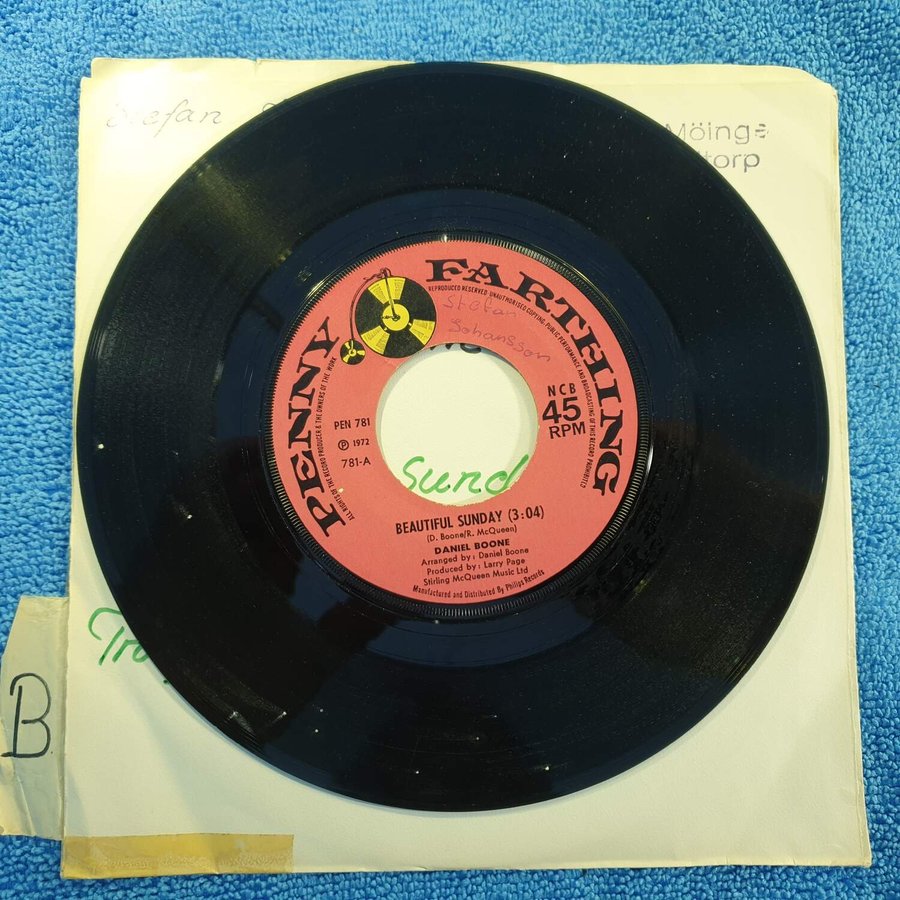 Stefan
Möinge
torp
PENNY FARTHING
ALL RIGHTS OF THE RECORD PRODUCER & THE OWNERS OF THE WORK
REPRODUCED RESERVED. UNAUTHORISED COPYING, PUBLIC PERFORMANCE AND BROADCASTING OF THIS RECORD PROHIBITED
Stefan
Johansson
PEN 781
Ⓟ 1972
781-A
NCB
45
RPM
Sund
BEAUTIFUL SUNDAY (3:04)
(D. Boone/R. McQueen)
DANIEL BOONE
Arranged by: Daniel Boone
Produced by: Larry Page
Stirling McQueen Music Ltd
Manufactured and Distributed By Philips Records
Tro
B